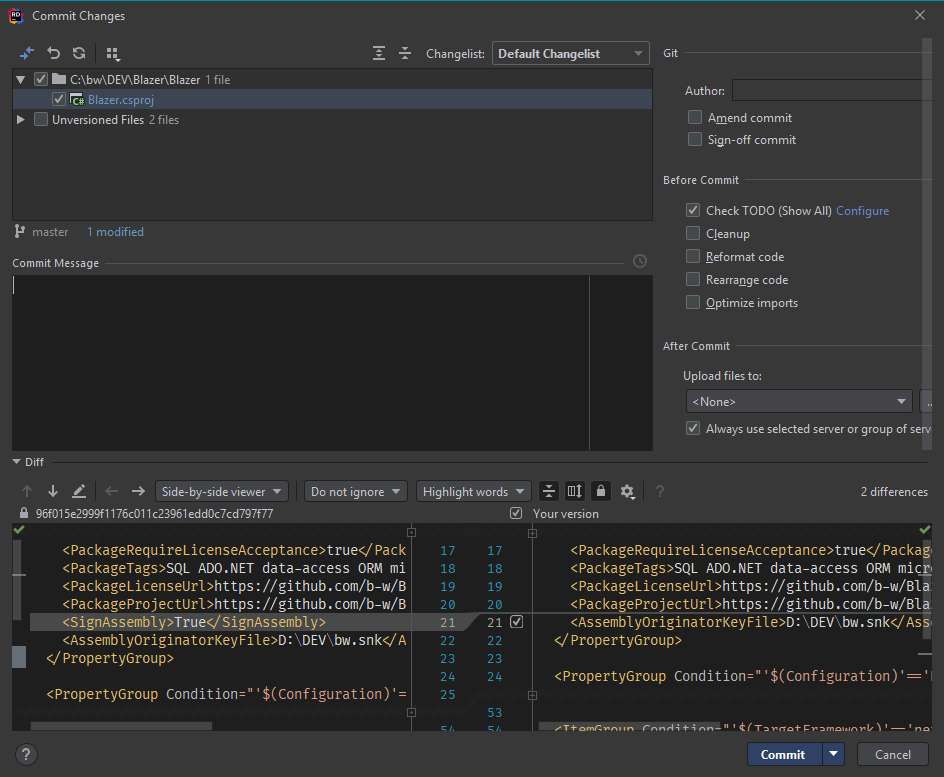 Commit Changes
Changelist: Default Changelist
C:\bw\DEV\Blazer\Blazer 1 file
Blazer.csproj
Unversioned Files 2 files
master 1 modified
Commit Message
Git
Author:
Amend commit
Sign-off commit
Before Commit
Check TODO (Show All) Configure
Cleanup
Reformat code
Rearrange code
Optimize imports
After Commit
Upload files to:
<None>
..
Always use selected server or group of serv
Diff
Side-by-side viewer Do not ignore Highlight words ? 2 differences
96f015e2999f1176c011c23961edd0c7cd797f77 Your version
<PackageRequireLicenseAcceptance>true</Pack 17 17 <PackageRequireLicenseAcceptance>true</Packag
<PackageTags>SQL ADO.NET data-access ORM mi 18 18 <PackageTags>SQL ADO.NET data-access ORM micr
<PackageLicenseUrl>https://github.com/b-w/B 19 19 <PackageLicenseUrl>https://github.com/b-w/Bla
<PackageProjectUrl>https://github.com/b-w/B 20 20 <PackageProjectUrl>https://github.com/b-w/Bla
<SignAssembly>True</SignAssembly> 21 21 <AssemblyOriginatorKeyFile>D:\DEV\bw.snk</Ass
<AssemblyOriginatorKeyFile>D:\DEV\bw.snk</A 22 22 </PropertyGroup>
</PropertyGroup> 23 23
24 24 <PropertyGroup Condition="'$(Configuration)'=='
<PropertyGroup Condition="'$(Configuration)'= 25
53
54 54 <ItemGroup Condition="'$(TargetFramework)'=='ne
? Commit Cancel